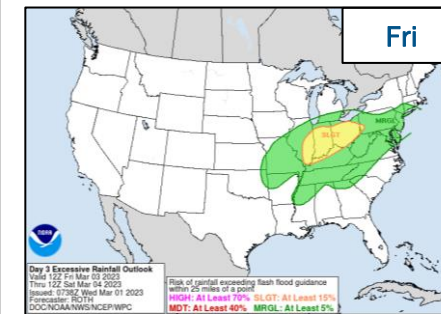 Fri
MRGL
SLGT
NOAA
Day 3 Excessive Rainfall Outlook
Valid 12Z Fri Mar 03 2023
Thru 12Z Sat Mar 04 2023
Issued: 0738Z Wed Mar 01 2023
Forecaster: ROTH
DOC/NOAA/NWS/NCEP/WPC
Risk of rainfall exceeding flash flood guidance
within 25 miles of a point
HIGH: At Least 70% SLGT: At Least 15%
MDT: At Least 40% MRGL: At Least 5%